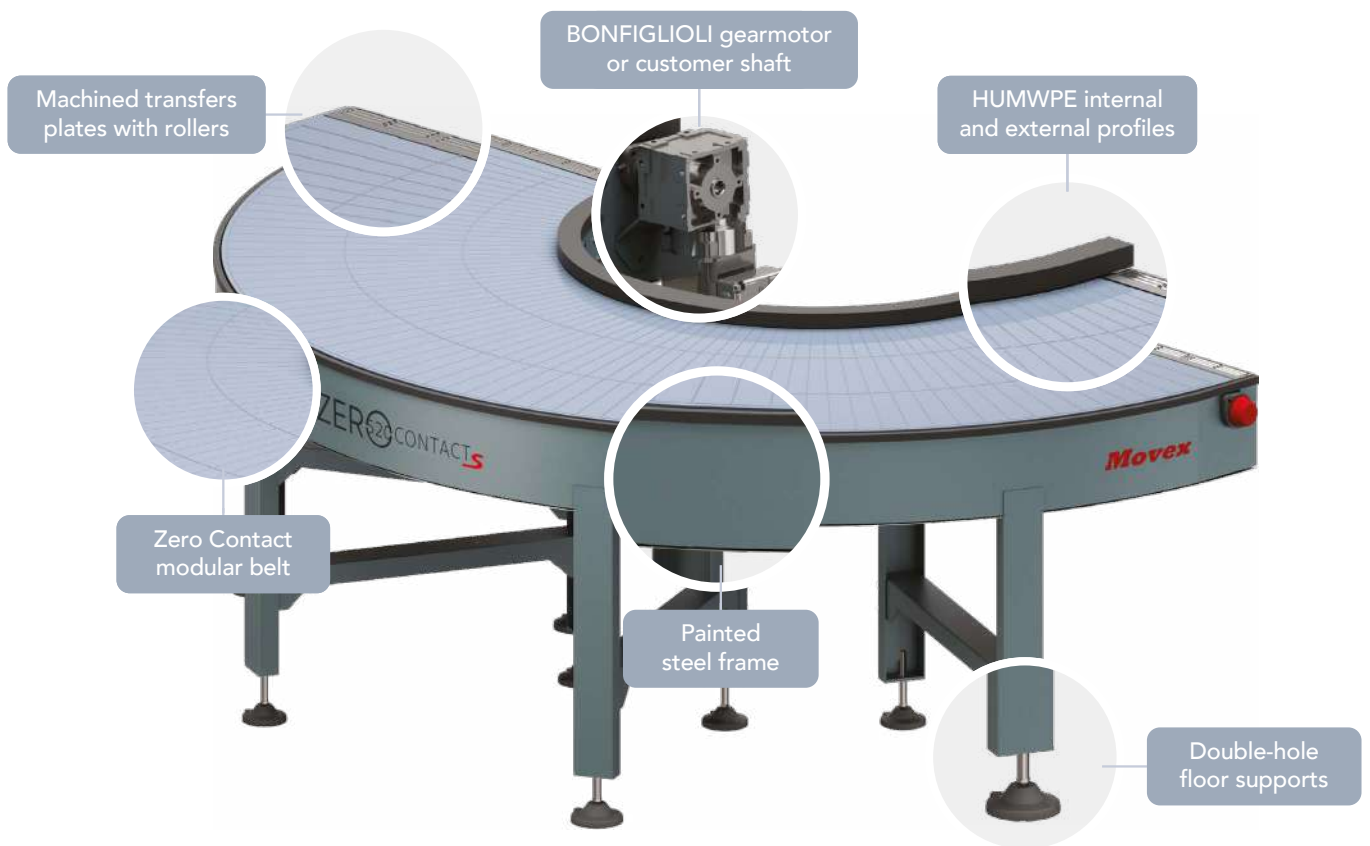 BONFIGLIOLI gearmotor
or customer shaft
Machined transfers
plates with rollers
HUMWPE internal
and external profiles
ZERO 520 CONTACT S
Movex
Zero Contact
modular belt
Painted
steel frame
Double-hole
floor supports